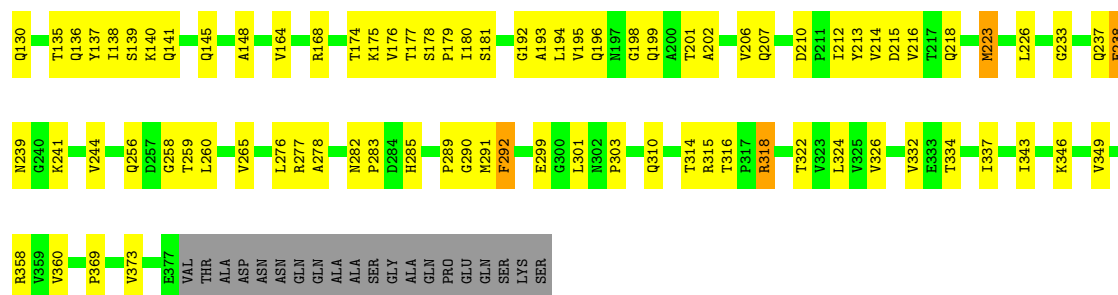 Q130 T135 Q136 Y137 I138 S139 K140 Q141 Q145 A148 V164 R168 T174 K175 V176 T177 S178 P179 I180 S181 G192 A193 L194 V195 Q196 N197 G198 Q199 A200 T201 A202 V206 Q207 D210 P211 I212 Y213 V214 D215 V216 T217 Q218 M223 L226 G233 Q237
N239 G240 K241 V244 Q256 D257 G258 T259 L260 V265 L276 R277 A278 N282 P283 D284 H285 P289 G290 M291 F292 E299 G300 L301 N302 P303 Q310 T314 R315 T316 P317 R318 T322 V323 L324 V325 V326 V332 E333 T334 I337 I343 K346 V349
R358 V359 V360 P369 V373 E377 VAL THR ALA ASP ASN ASN GLN GLN ALA ALA SER GLY ALA GLN PRO GLU GLN SER LYS SER